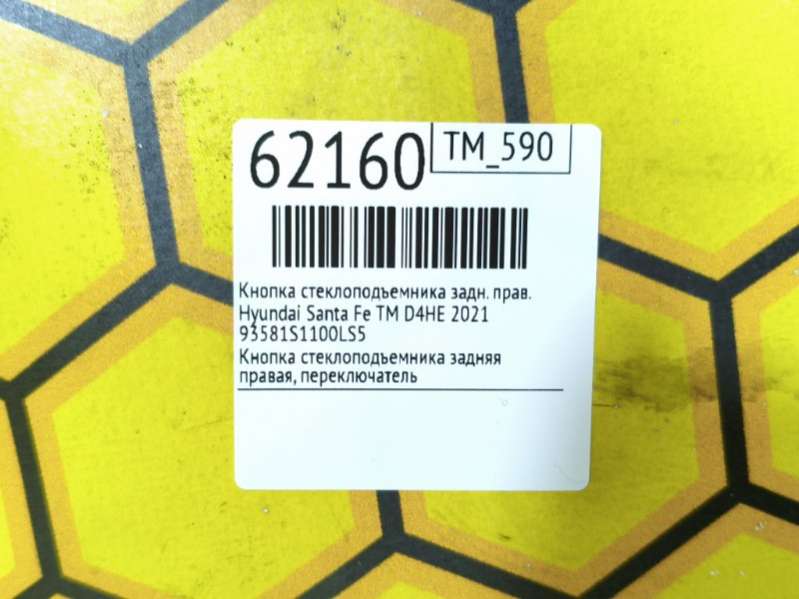 62160
TM_590
Кнопка стеклоподъемника задн. прав.
Hyundai Santa Fe TM D4HE 2021
93581S1100LS5
Кнопка стеклоподъемника задняя
правая, переключатель